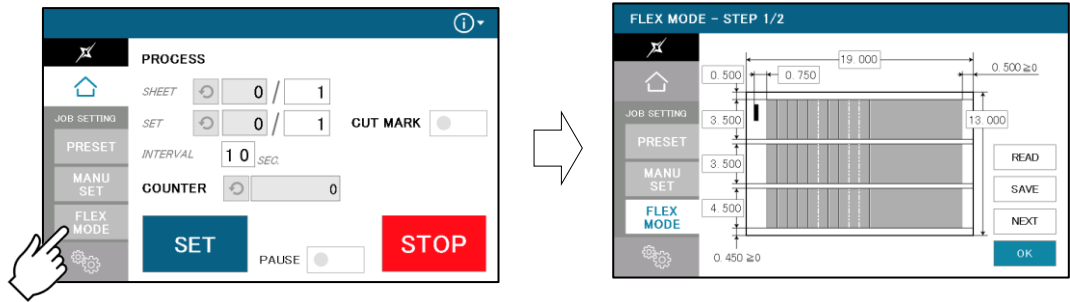 PROCESS
SHEET 0 / 1
JOB SETTING
SET 0 / 1
CUT MARK
PRESET
INTERVAL 10 SEC.
MANU
SET
COUNTER 0
FLEX
MODE
SET
PAUSE
STOP
FLEX MODE – STEP 1/2
19. 000
0. 500
0. 750
0. 500≧0
JOB SETTING
3. 500
13. 000
PRESET
3. 500
READ
MANU
SET
SAVE
4. 500
FLEX
MODE
NEXT
0. 450 ≧0
OK